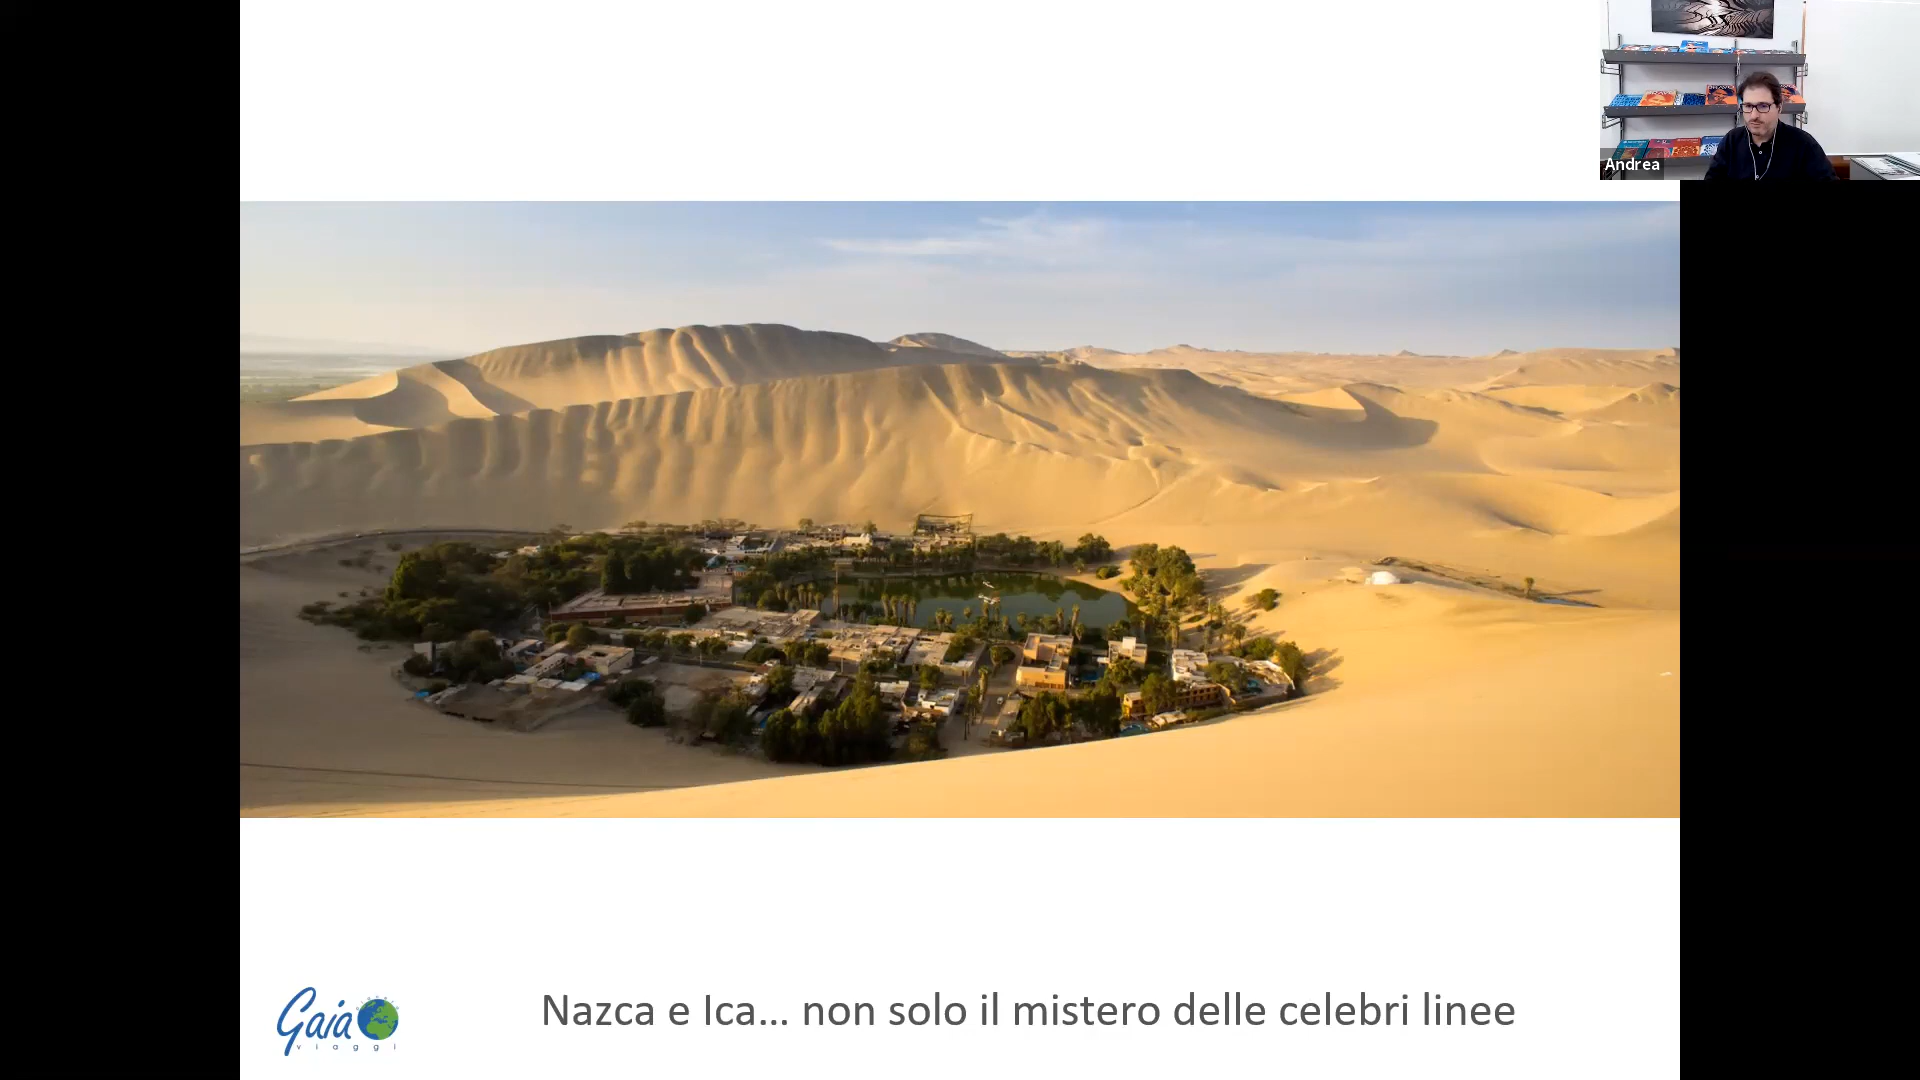 Andrea
Gaia
viaggi
Nazca e Ica... non solo il mistero delle celebri linee